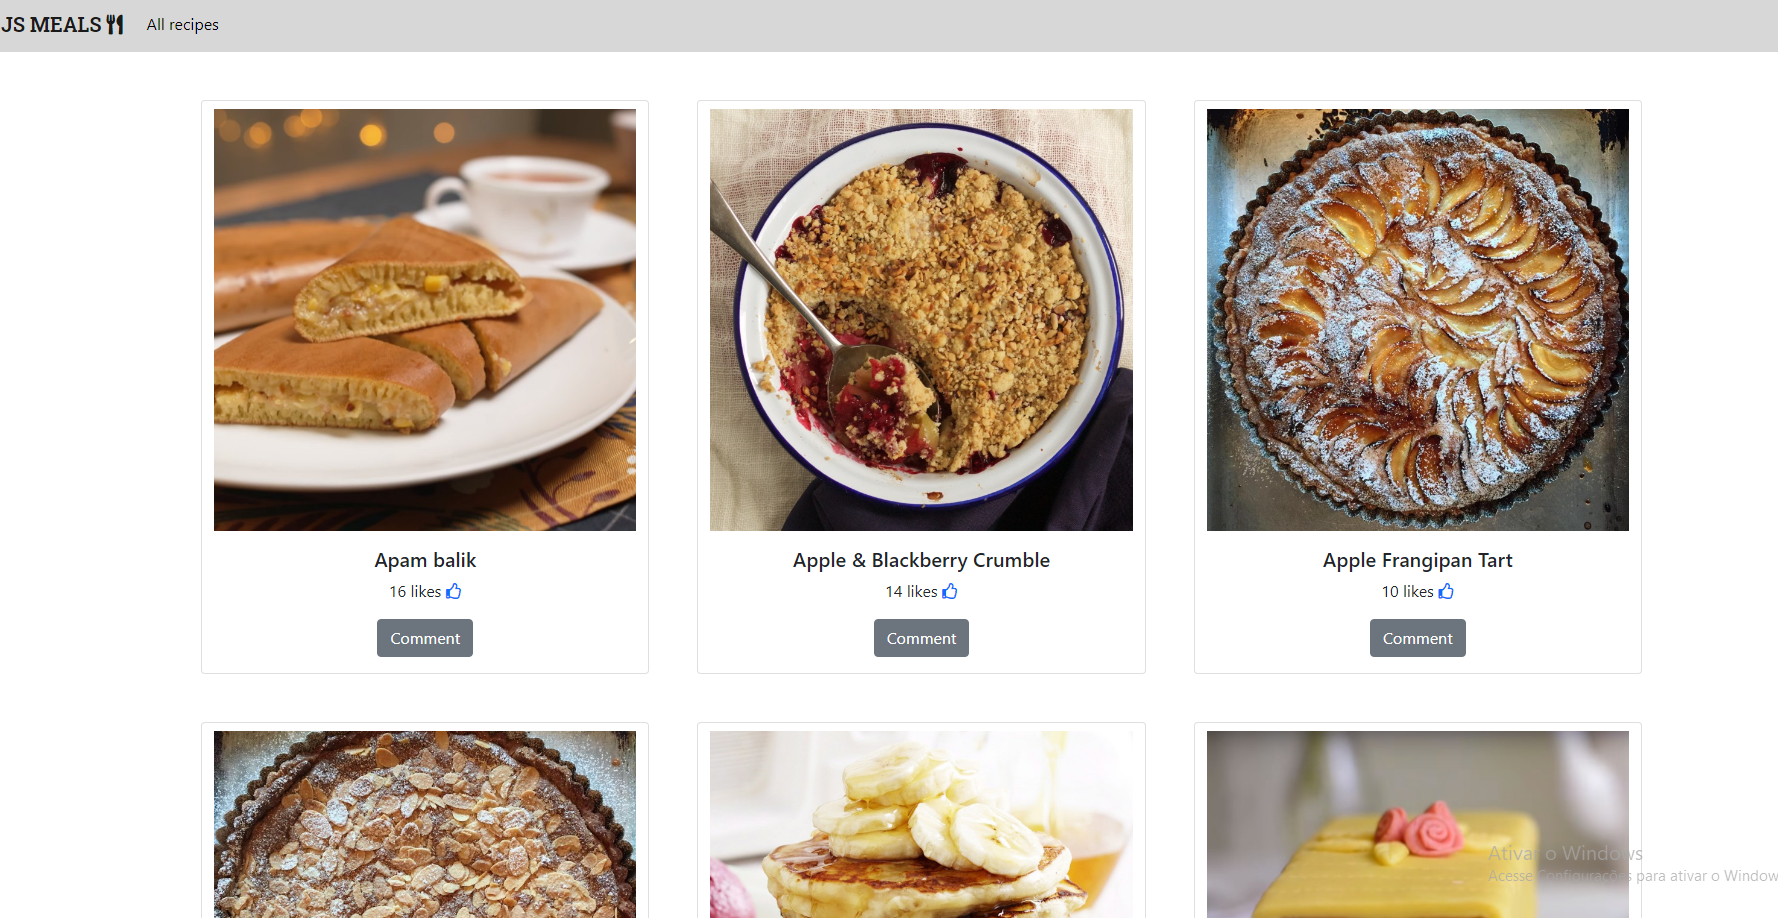 JS MEALS
All recipes
Apam balik
16 likes
Comment
Apple & Blackberry Crumble
14 likes
Comment
Apple Frangipan Tart
10 likes
Comment
Ativar o Windows
Acesse Configurações para ativar o Window